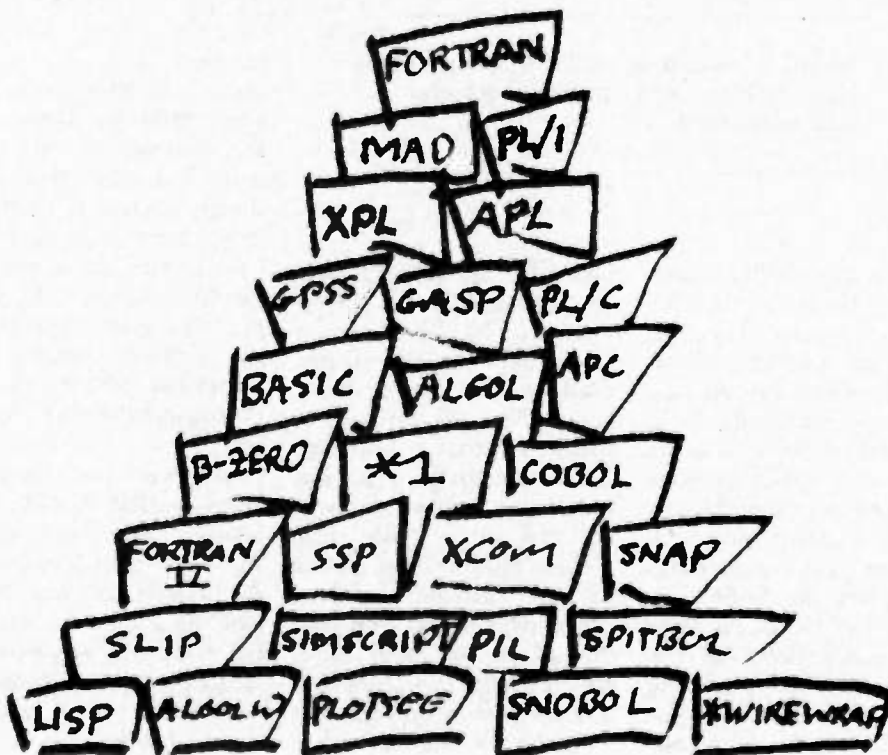 FORTRAN
MAD PL/I
XPL APL
GPSS GASP PL/C
BASIC ALGOL APC
B-ZERO *1 COBOL
FORTRAN IV SSP XCOM SNAP
SLIP SIMSCRIPT PIL SPITBOL
LISP ALGOLW PLOTSEE SNOBOL *WIREWRAP